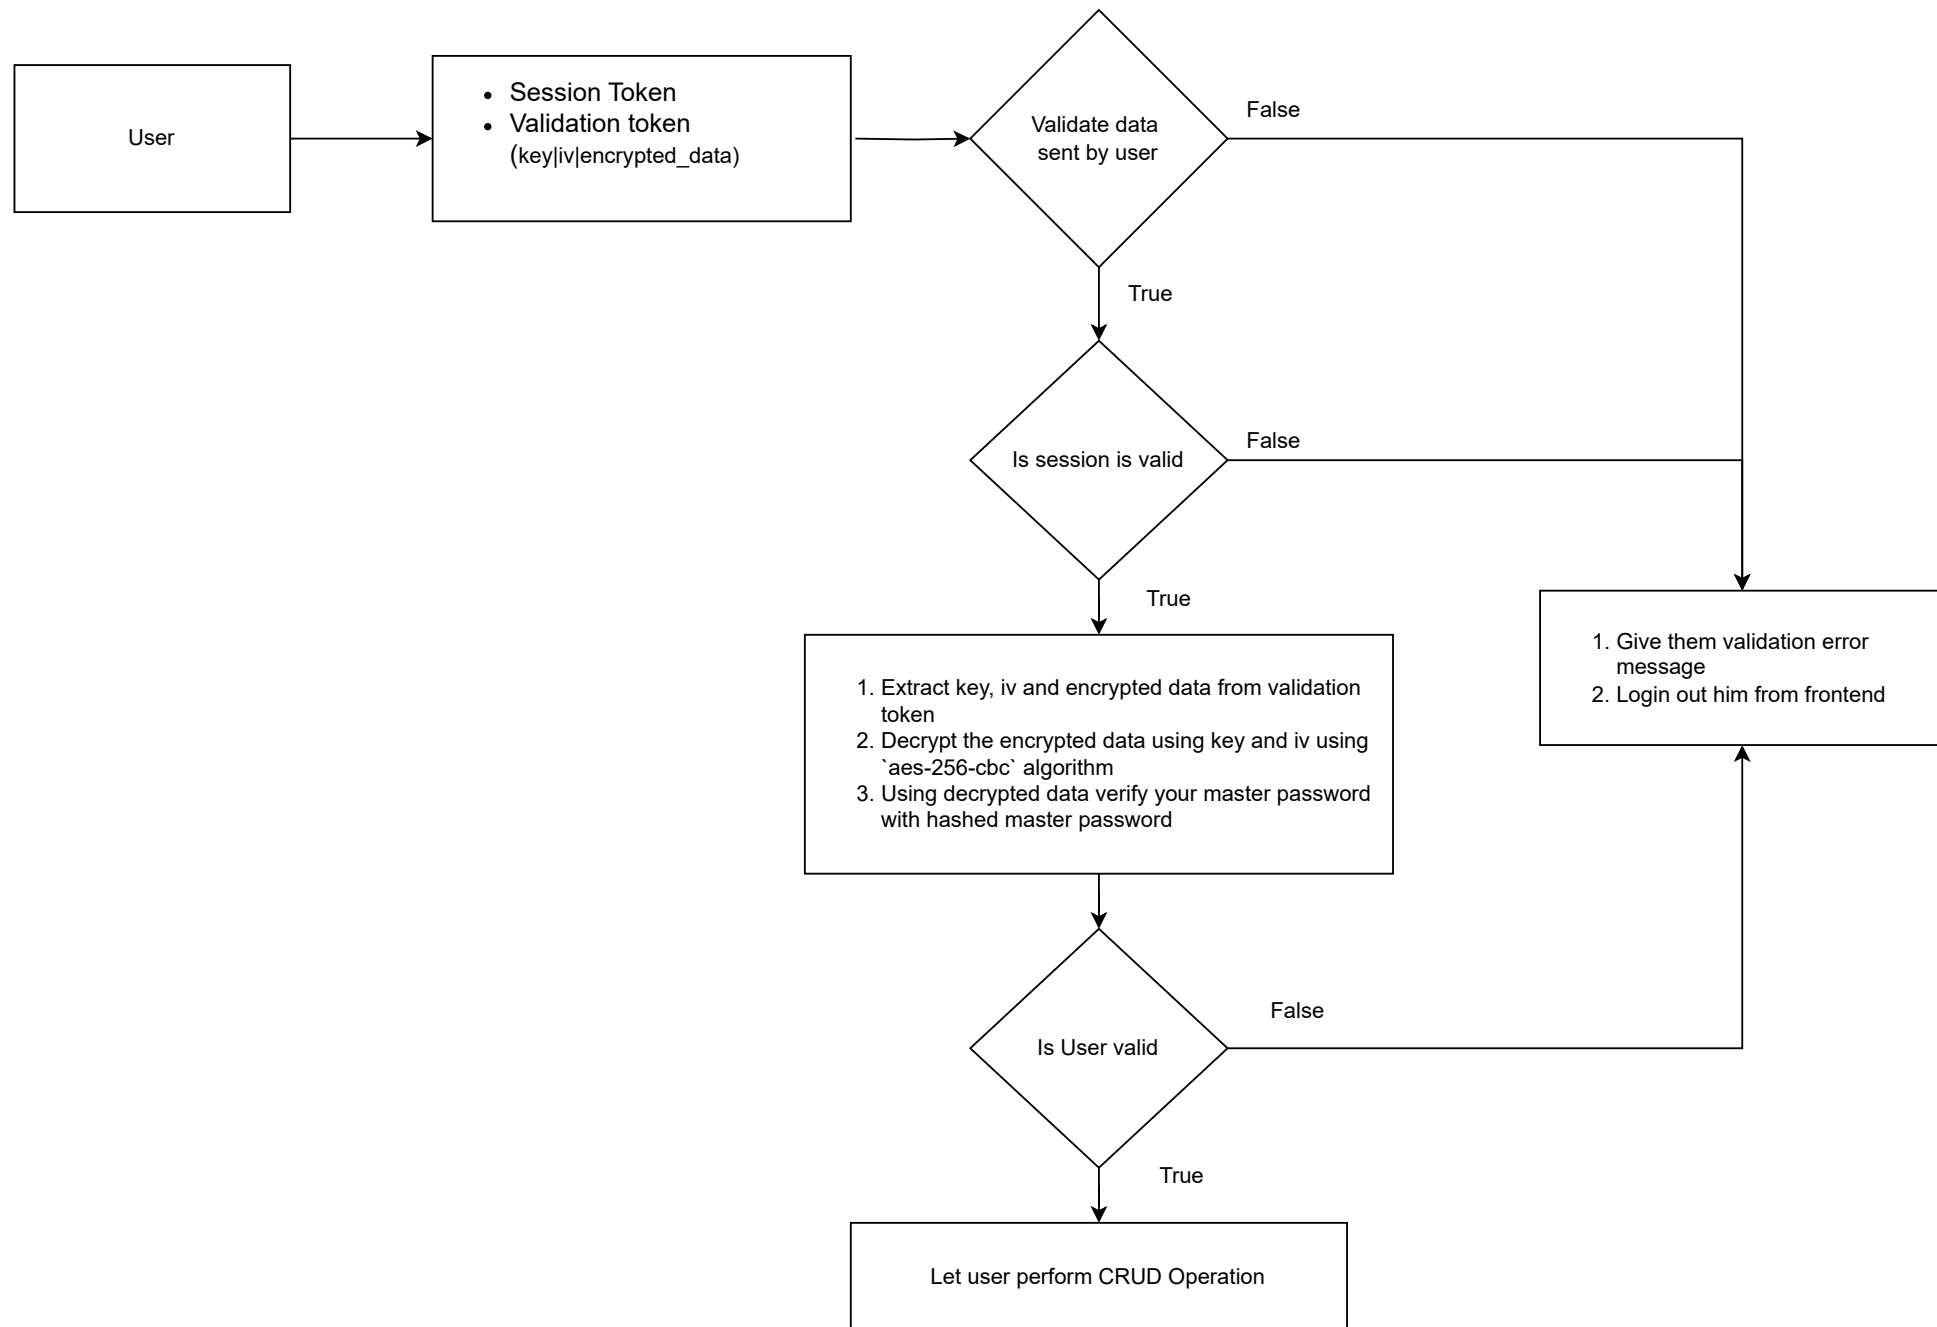 User
• Session Token
• Validation token
(key|iv|encrypted_data)
Validate data
sent by user
False
True
Is session is valid
False
True
1. Extract key, iv and encrypted data from validation
token
2. Decrypt the encrypted data using key and iv using
`aes-256-cbc` algorithm
3. Using decrypted data verify your master password
with hashed master password
1. Give them validation error
message
2. Login out him from frontend
Is User valid
False
True
Let user perform CRUD Operation